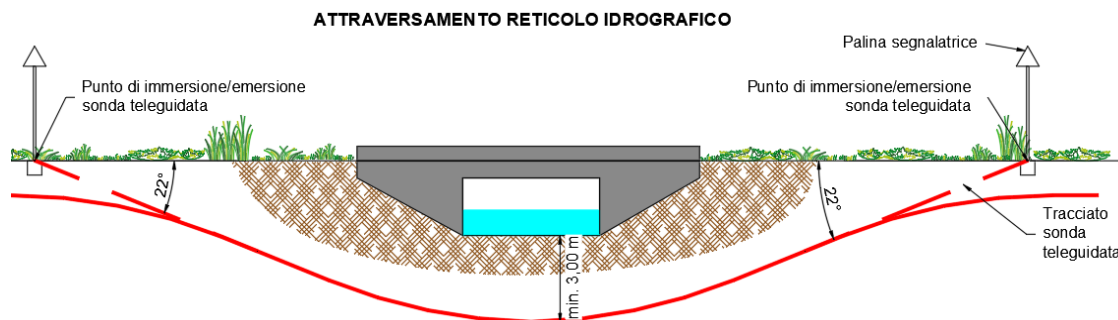 ATTRAVERSAMENTO RETICOLO IDROGRAFICO
Palina segnalatrice
Punto di immersione/emersione
sonda teleguidata
Punto di immersione/emersione
sonda teleguidata
22°
22°
min. 3,00 m
Tracciato
sonda
teleguidata